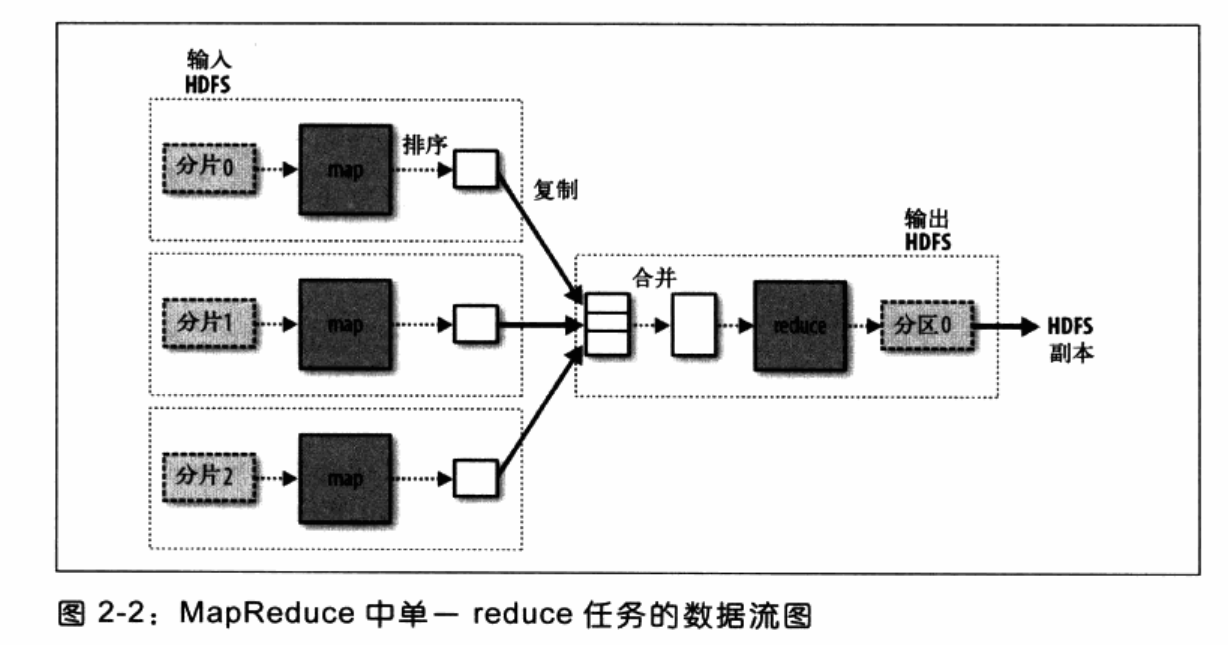 输入
HDFS
分片0
map
排序
复制
分片1
map
分片2
map
合并
reduce
输出
HDFS
分区0
HDFS
副本
图 2-2：MapReduce 中单一 reduce 任务的数据流图